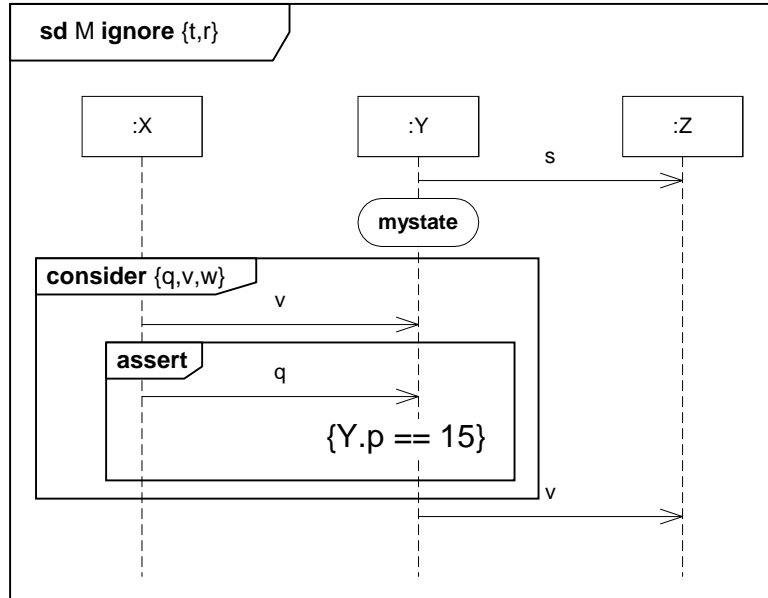 sd M ignore {t,r}
:X
:Y
:Z
s
mystate
consider {q,v,w}
v
assert
q
{Y.p == 15}
v